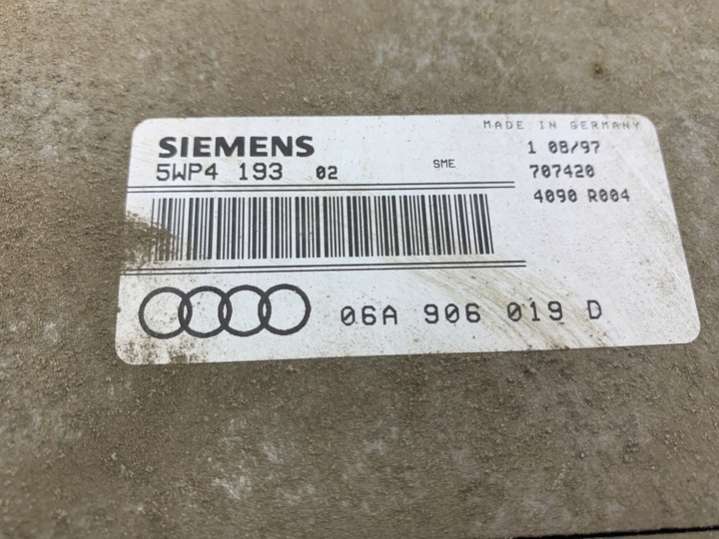 MADE IN GERMANY
SIEMENS
5WP4 193 02 SME
1 08/97
707420
4090 R004
06A 906 019 D